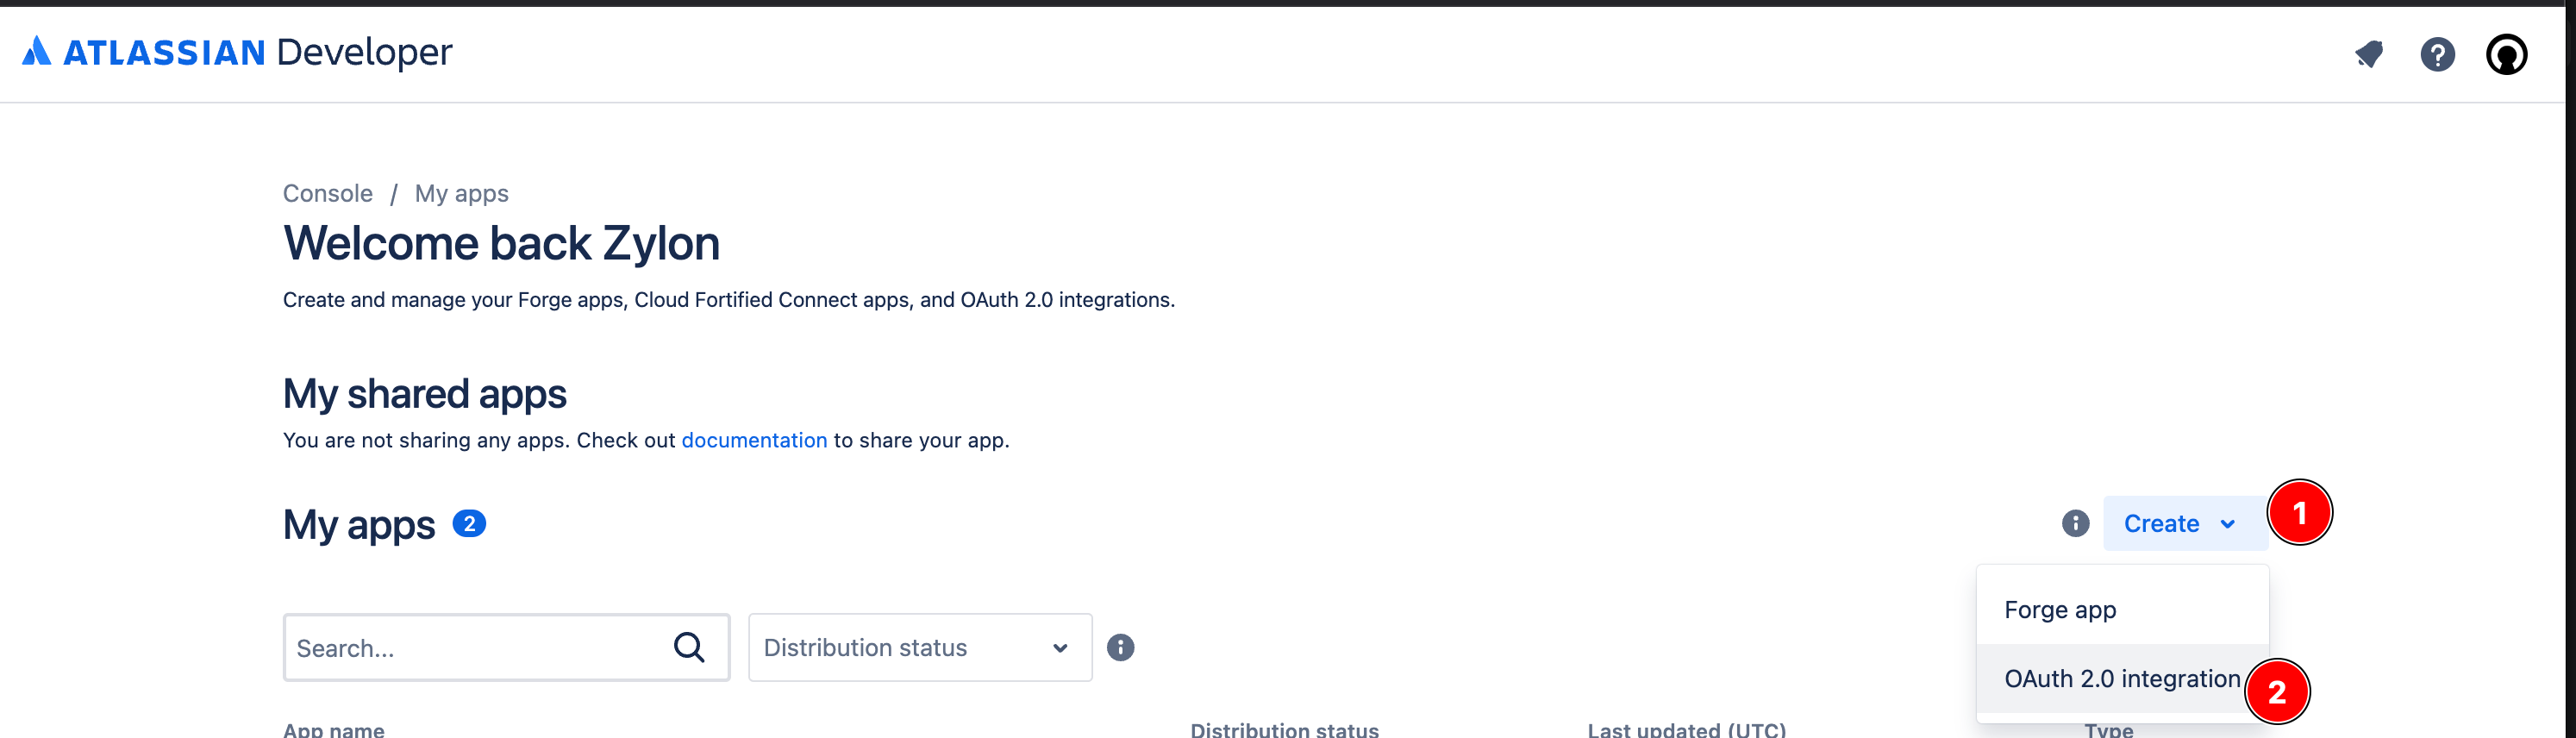 ATLASSIAN Developer
Console / My apps
Welcome back Zylon
Create and manage your Forge apps, Cloud Fortified Connect apps, and OAuth 2.0 integrations.
My shared apps
You are not sharing any apps. Check out documentation to share your app.
My apps 2
Create 1
Forge app
Search... Distribution status
OAuth 2.0 integration 2
App name Distribution status Last updated (UTC) Type